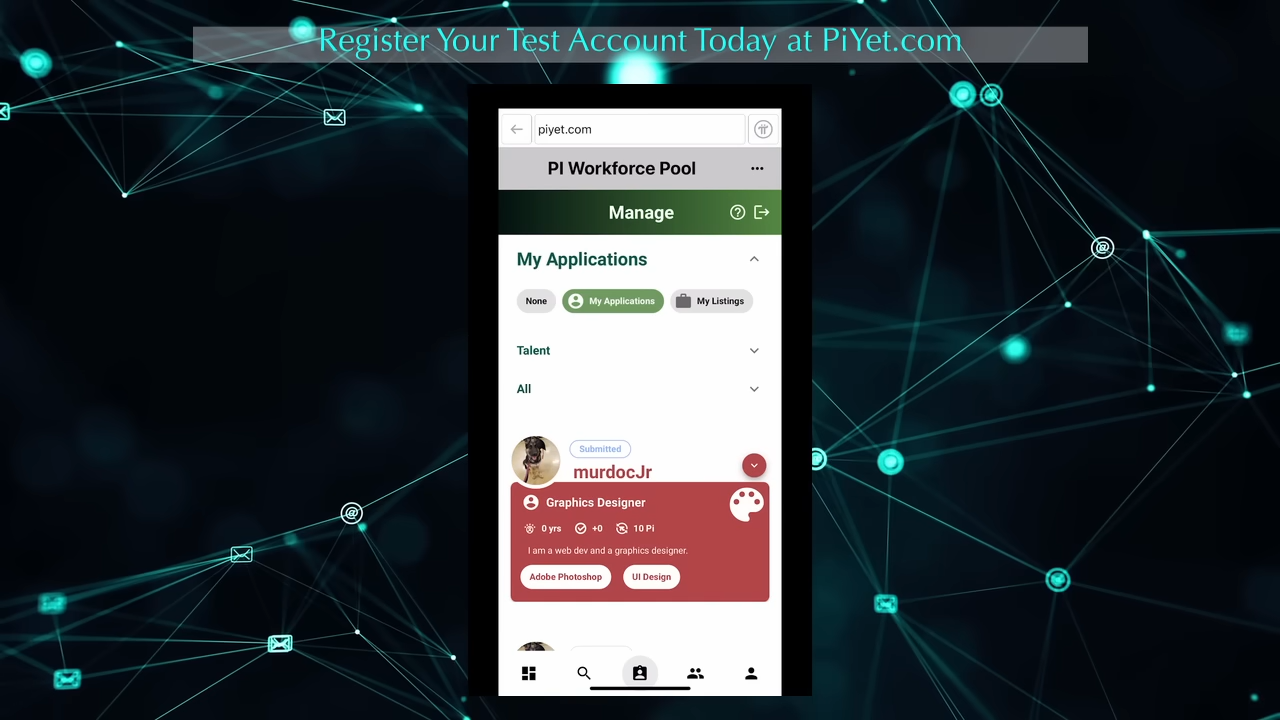 Register Your Test Account Today at PiYet.com
piyet.com
PI Workforce Pool
Manage
My Applications
None
My Applications
My Listings
Talent
All
Submitted
murdocJr
Graphics Designer
0 yrs +0 10 Pi
I am a web dev and a graphics designer.
Adobe Photoshop
UI Design